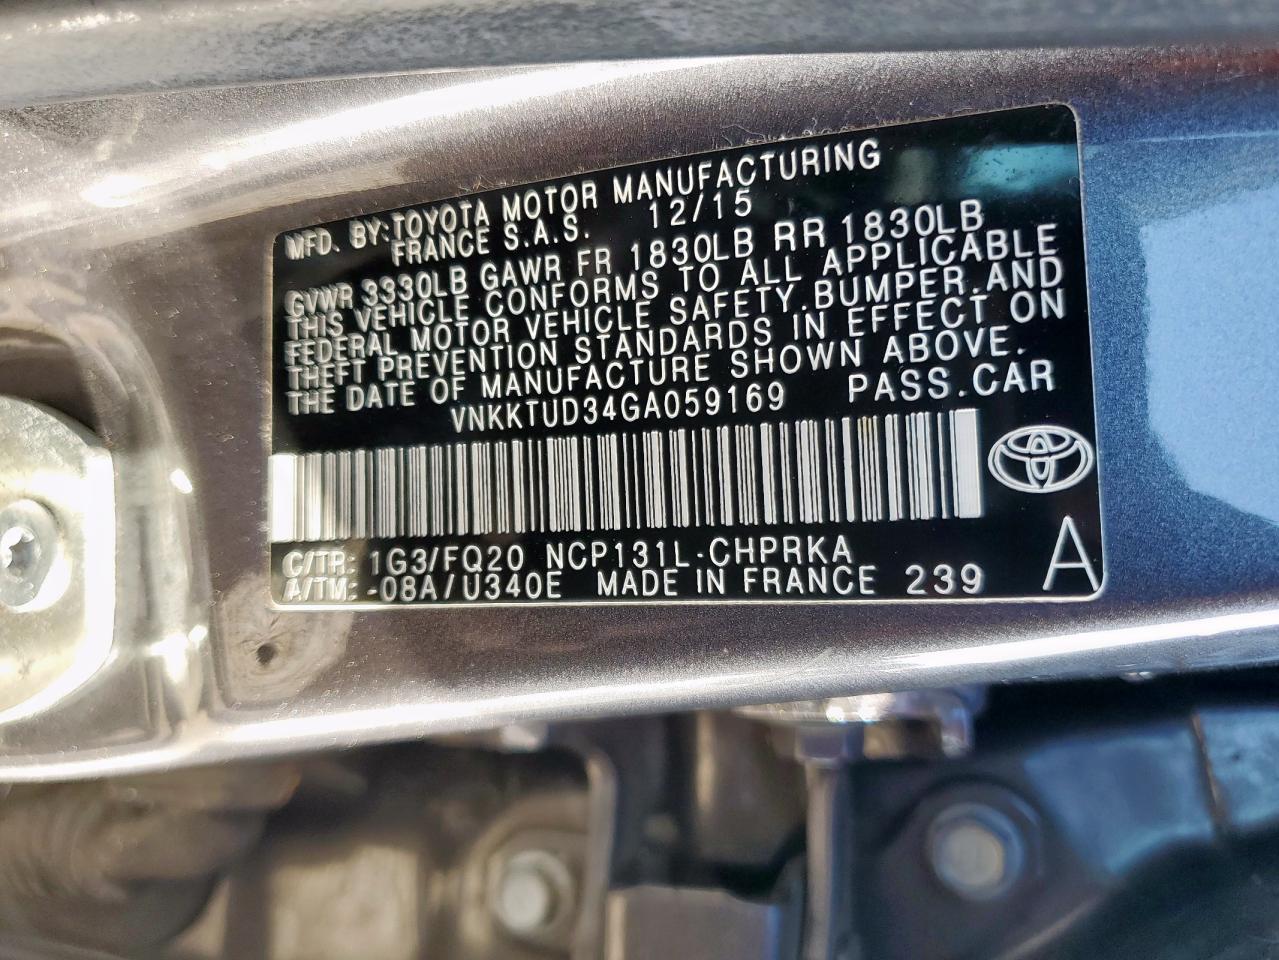 MFD. BY:TOYOTA MOTOR MANUFACTURING
FRANCE S.A.S. 12/15
GVWR 3330LB GAWR FR 1830LB RR 1830LB
THIS VEHICLE CONFORMS TO ALL APPLICABLE
FEDERAL MOTOR VEHICLE SAFETY.BUMPER.AND
THEFT PREVENTION STANDARDS IN EFFECT ON
THE DATE OF MANUFACTURE SHOWN ABOVE.
VNKKTUD34GA059169 PASS.CAR
C/TR: 1G3/FQ20 NCP131L-CHPRKA
A/TM: -08A/U340E MADE IN FRANCE 239 A